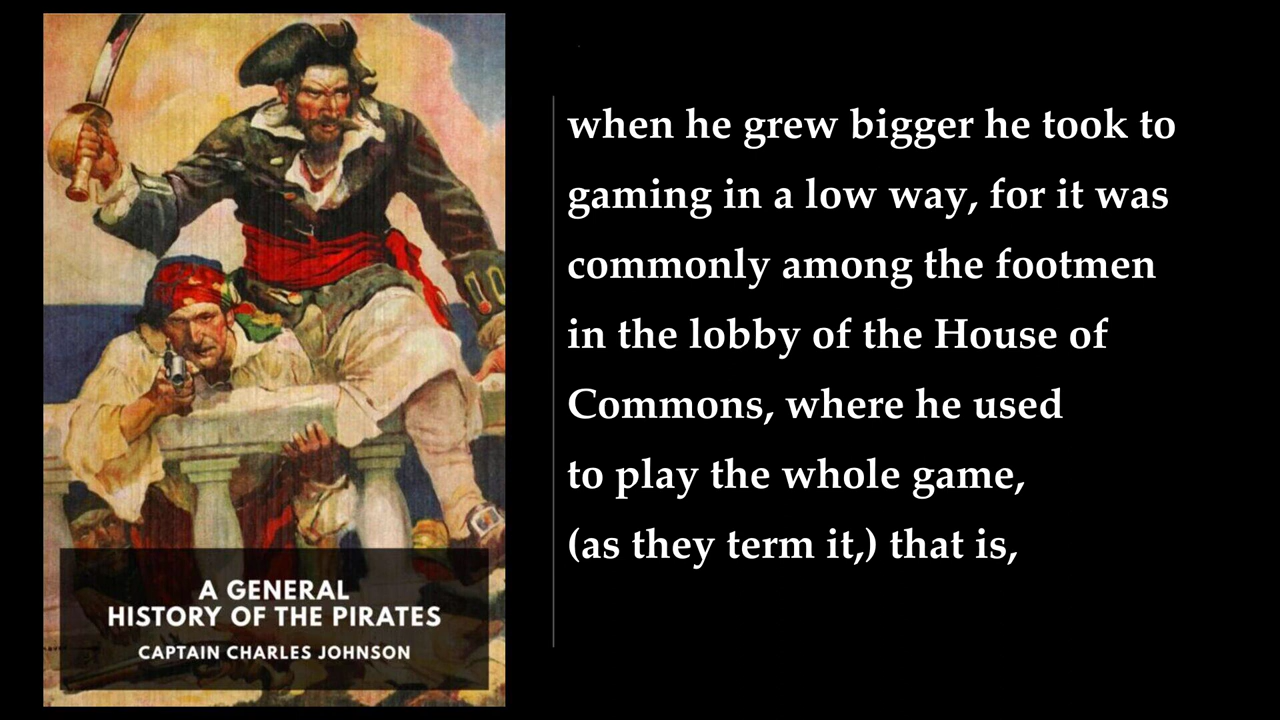 when he grew bigger he took to
gaming in a low way, for it was
commonly among the footmen
in the lobby of the House of
Commons, where he used
to play the whole game,
(as they term it,) that is,
A GENERAL
HISTORY OF THE PIRATES
CAPTAIN CHARLES JOHNSON